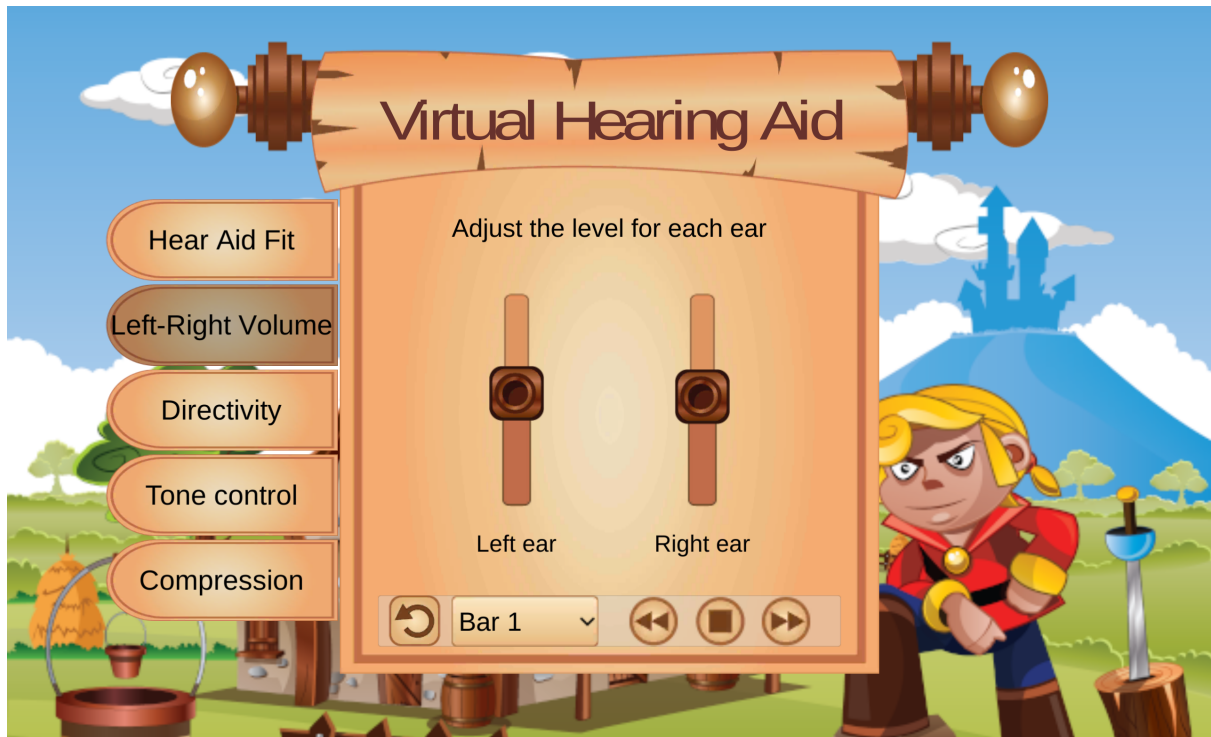 Virtual Hearing Aid
Hear Aid Fit
Left-Right Volume
Directivity
Tone control
Compression
Adjust the level for each ear
Left ear
Right ear
Bar 1